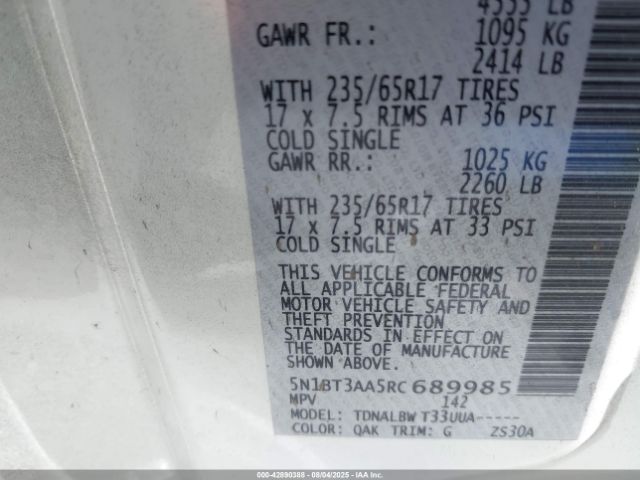 4555 LB
GAWR FR.: 1095 KG
2414 LB
WITH 235/65R17 TIRES
17 x 7.5 RIMS AT 36 PSI
COLD SINGLE
GAWR RR.: 1025 KG
2260 LB
WITH 235/65R17 TIRES
17 x 7.5 RIMS AT 33 PSI
COLD SINGLE
THIS VEHICLE CONFORMS TO
ALL APPLICABLE FEDERAL
MOTOR VEHICLE SAFETY AND
THEFT PREVENTION
STANDARDS IN EFFECT ON
THE DATE OF MANUFACTURE
SHOWN ABOVE.
5N1BT3AA5RC689985
MPV 142
MODEL: TDNALBW T33UUA-----
COLOR: QAK TRIM: G ZS30A
000-42890388 - 08/04/2025 - IAAI.COM